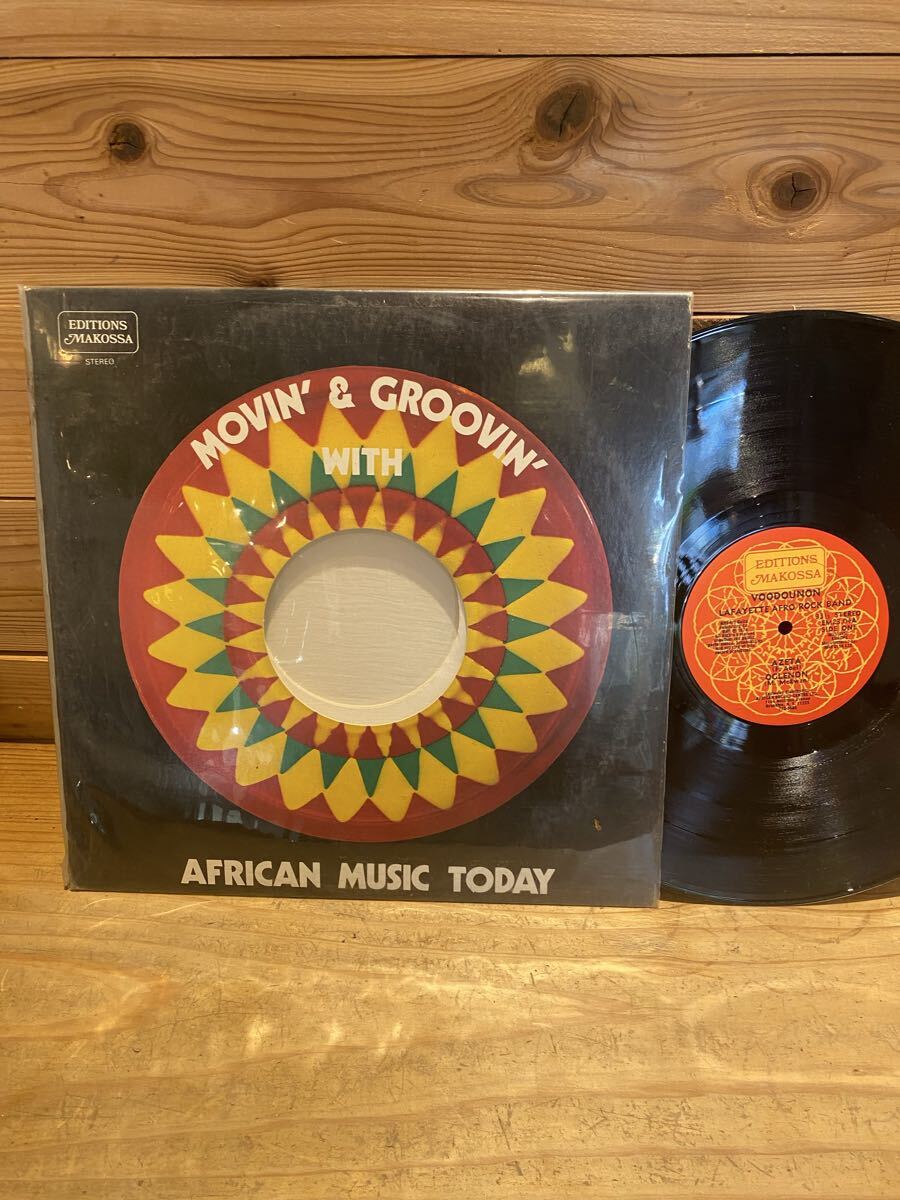 EDITIONS
MAKOSSA
STEREO
MOVIN' & GROOVIN'
WITH
AFRICAN MUSIC TODAY
EDITIONS
MAKOSSA
VOODOUNON
LAFAYETTE AFRO ROCK BAND
STEREO
SIDE ONE
AZETA
OGLENON